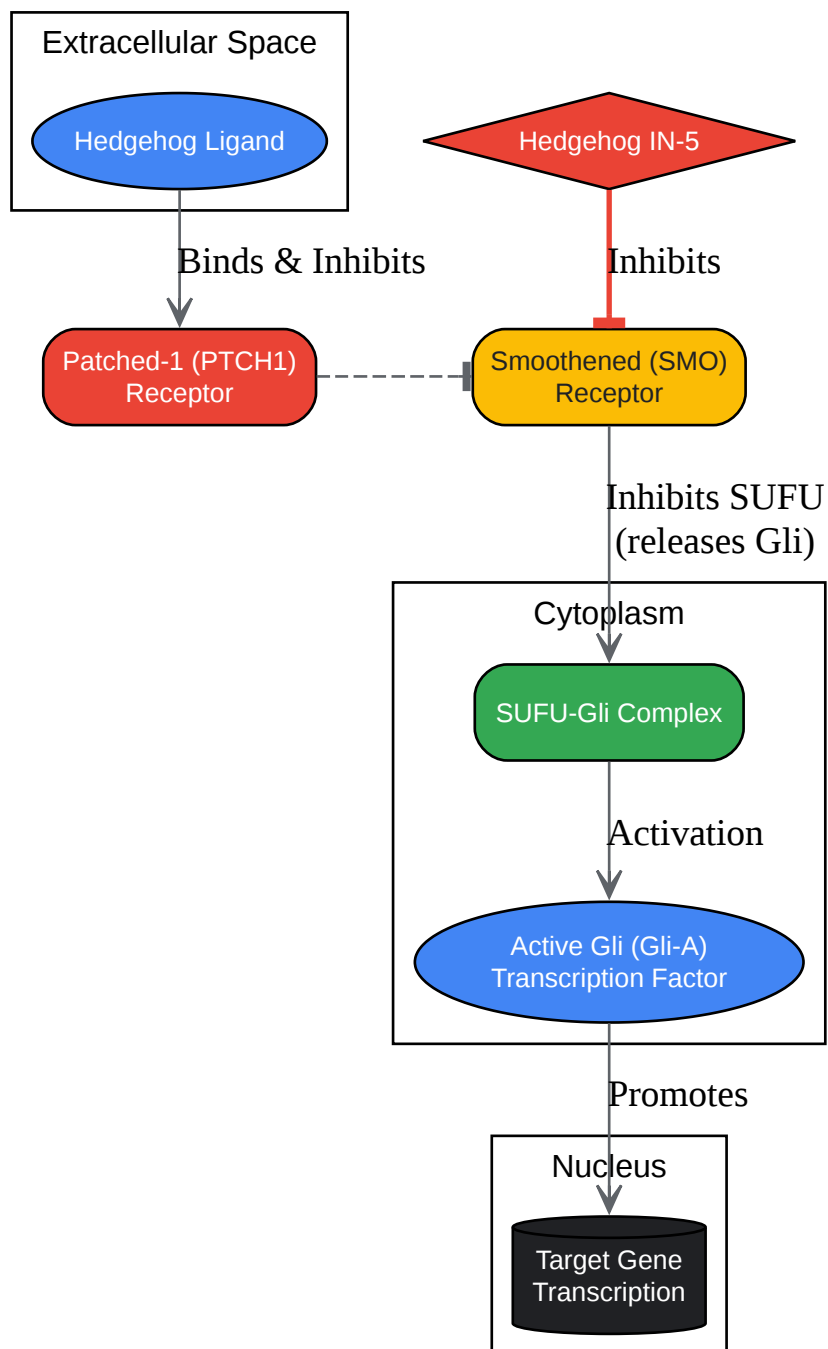 Extracellular Space
Hedgehog Ligand
Hedgehog IN-5
Binds & Inhibits
Inhibits
Patched-1 (PTCH1)
Receptor
Smoothened (SMO)
Receptor
Inhibits SUFU
(releases Gli)
Cytoplasm
SUFU-Gli Complex
Activation
Active Gli (Gli-A)
Transcription Factor
Promotes
Nucleus
Target Gene
Transcription